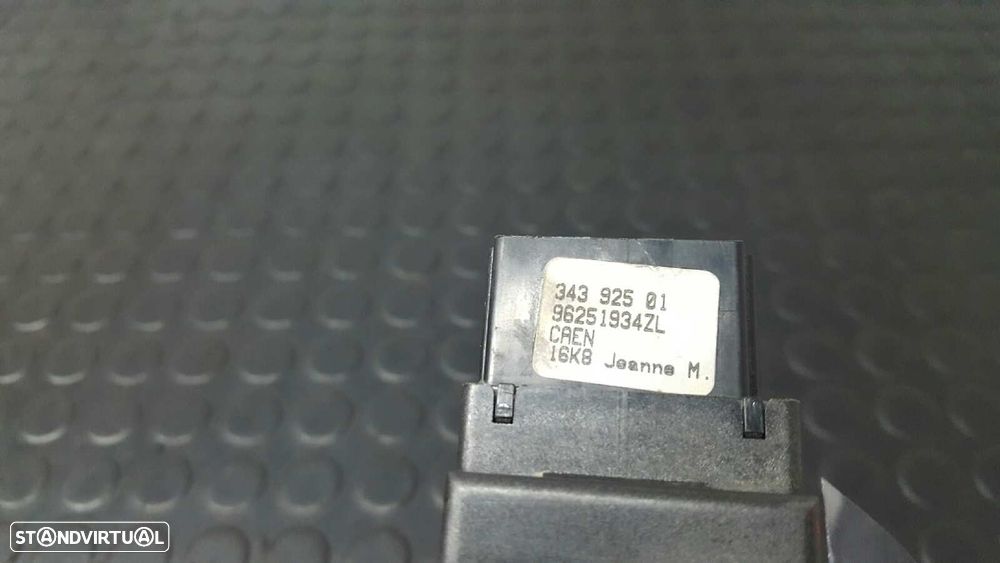 343 925 01
96251934ZL
CAEN
16K8 Jeanne M.
STANDVIRTUAL